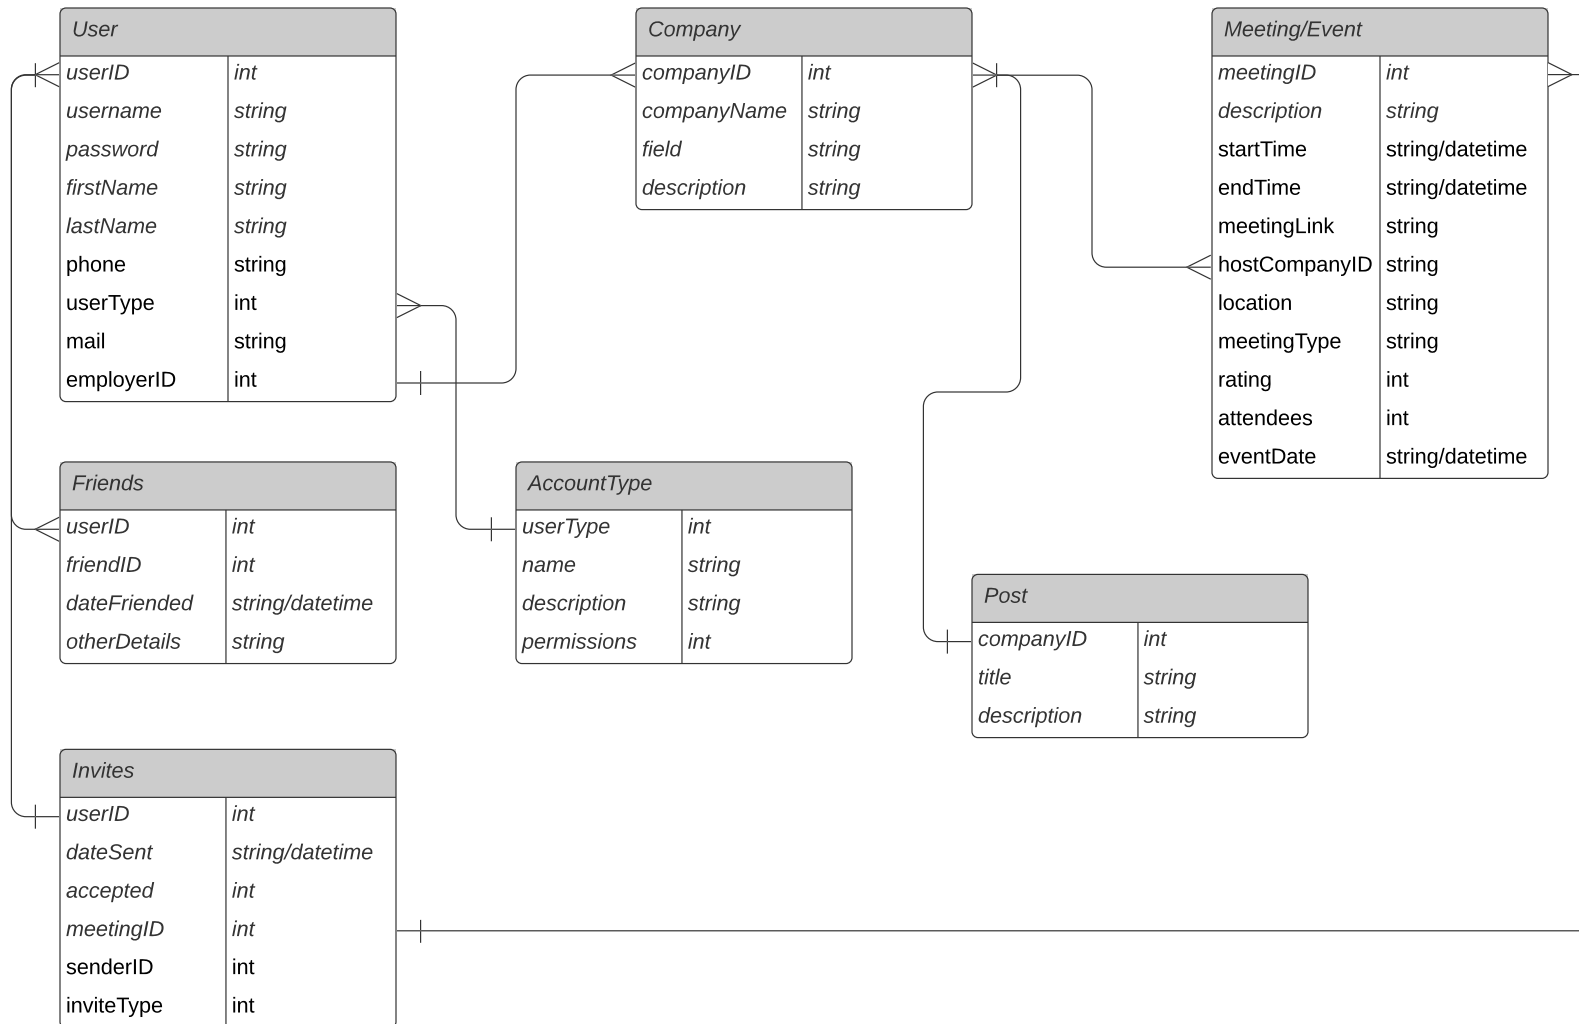 User
userID int
username string
password string
firstName string
lastName string
phone string
userType int
mail string
employerID int
Company
companyID int
companyName string
field string
description string
Meeting/Event
meetingID int
description string
startTime string/datetime
endTime string/datetime
meetingLink string
hostCompanyID string
location string
meetingType string
rating int
attendees int
eventDate string/datetime
Friends
userID int
friendID int
dateFriended string/datetime
otherDetails string
AccountType
userType int
name string
description string
permissions int
Post
companyID int
title string
description string
Invites
userID int
dateSent string/datetime
accepted int
meetingID int
senderID int
inviteType int